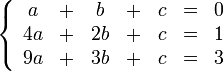 a + b + c = 0
4a + 2b + c = 1
9a + 3b + c = 3